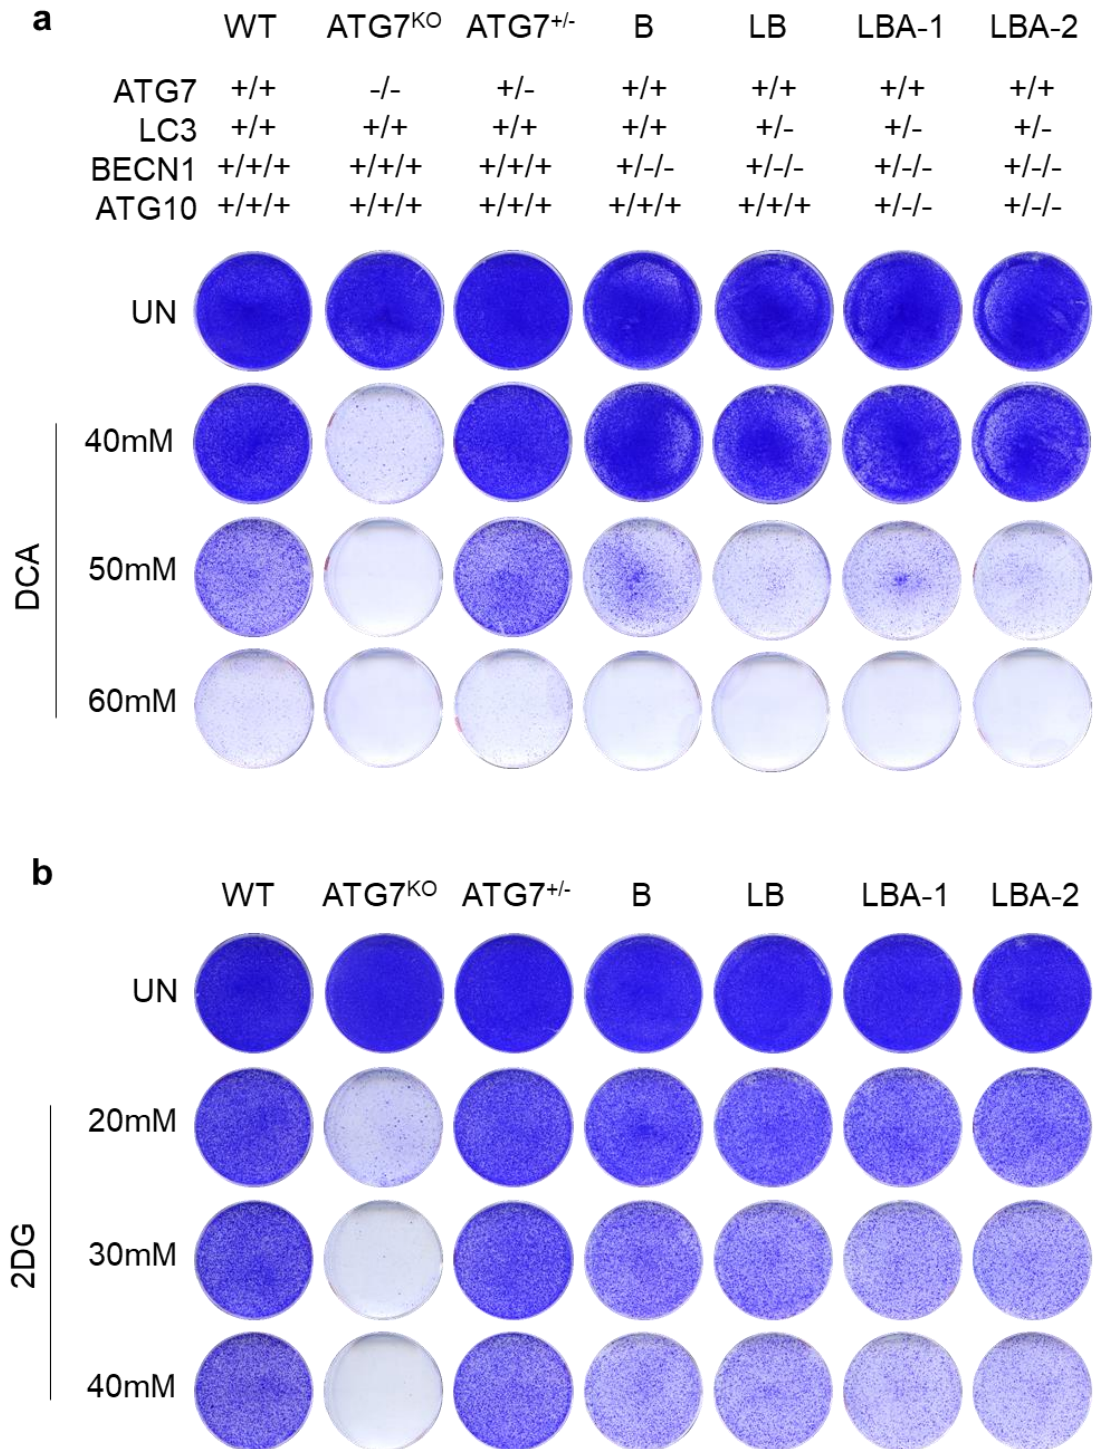 a
WT ATG7KO ATG7+/- B LB LBA-1 LBA-2
ATG7 +/+ -/- +/- +/+ +/+ +/+ +/+
LC3 +/+ +/+ +/+ +/+ +/- +/- +/-
BECN1 +/+/+ +/+/+ +/+/+ +/-/- +/-/- +/-/- +/-/-
ATG10 +/+/+ +/+/+ +/+/+ +/+/+ +/+/+ +/-/- +/-/-
UN
DCA
40mM
50mM
60mM
b
WT ATG7KO ATG7+/- B LB LBA-1 LBA-2
UN
2DG
20mM
30mM
40mM